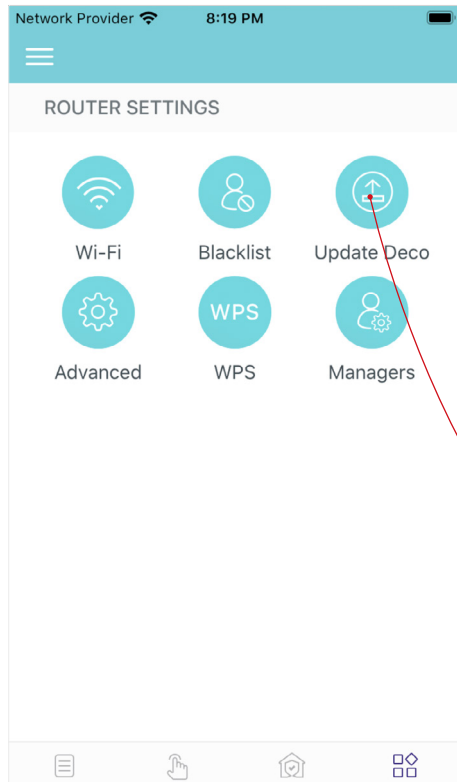 Network Provider 8:19 PM
ROUTER SETTINGS
Wi-Fi Blacklist Update Deco
WPS
Advanced WPS Managers